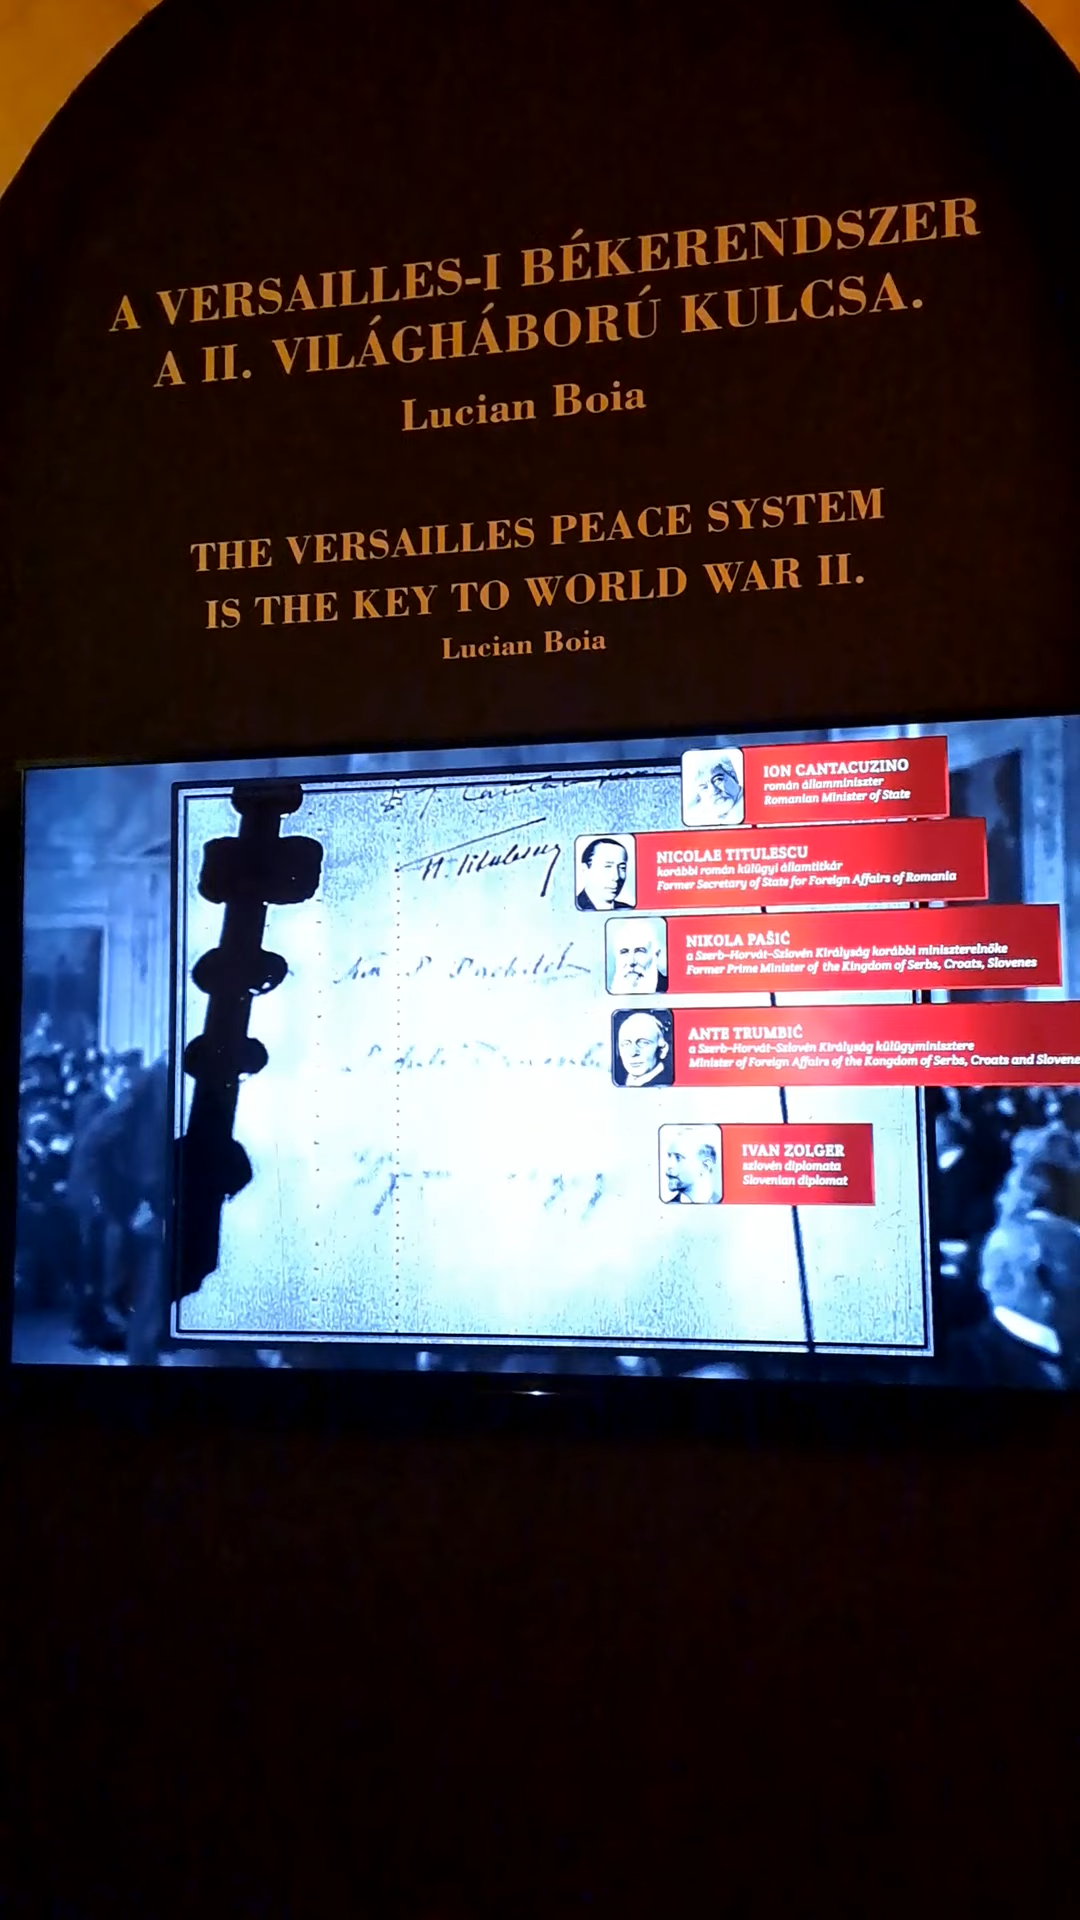 A VERSAILLES-I BÉKERENDSZER
A II. VILÁGHÁBORÚ KULCSA.
Lucian Boia
THE VERSAILLES PEACE SYSTEM
IS THE KEY TO WORLD WAR II.
Lucian Boia
ION CANTACUZINO
román államminiszter
Romanian Minister of State
N. Titulescu
NICOLAE TITULESCU
korábbi román külügyi államtitkár
Former Secretary of State for Foreign Affairs of Romania
NIKOLA PAŠIĆ
a Szerb-Horvát-Szlovén Királyság korábbi miniszterelnöke
Former Prime Minister of the Kingdom of Serbs, Croats, Slovenes
ANTE TRUMBIĆ
a Szerb-Horvát-Szlovén Királyság külügyminisztere
Minister of Foreign Affairs of the Kongdom of Serbs, Croats and Slovene
IVAN ZOLGER
szlovén diplomata
Slovenian diplomat